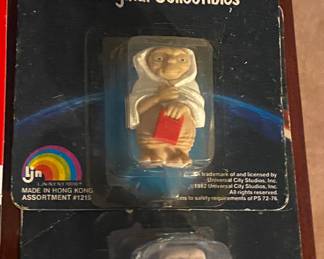 Collectibles
LJN
MADE IN HONG KONG
ASSORTMENT #1215
trademark of and licensed by
Universal City Studios, Inc.
©1982 Universal City Studios, Inc.
All rights reserved.
to safety requirements of PS 72-76.